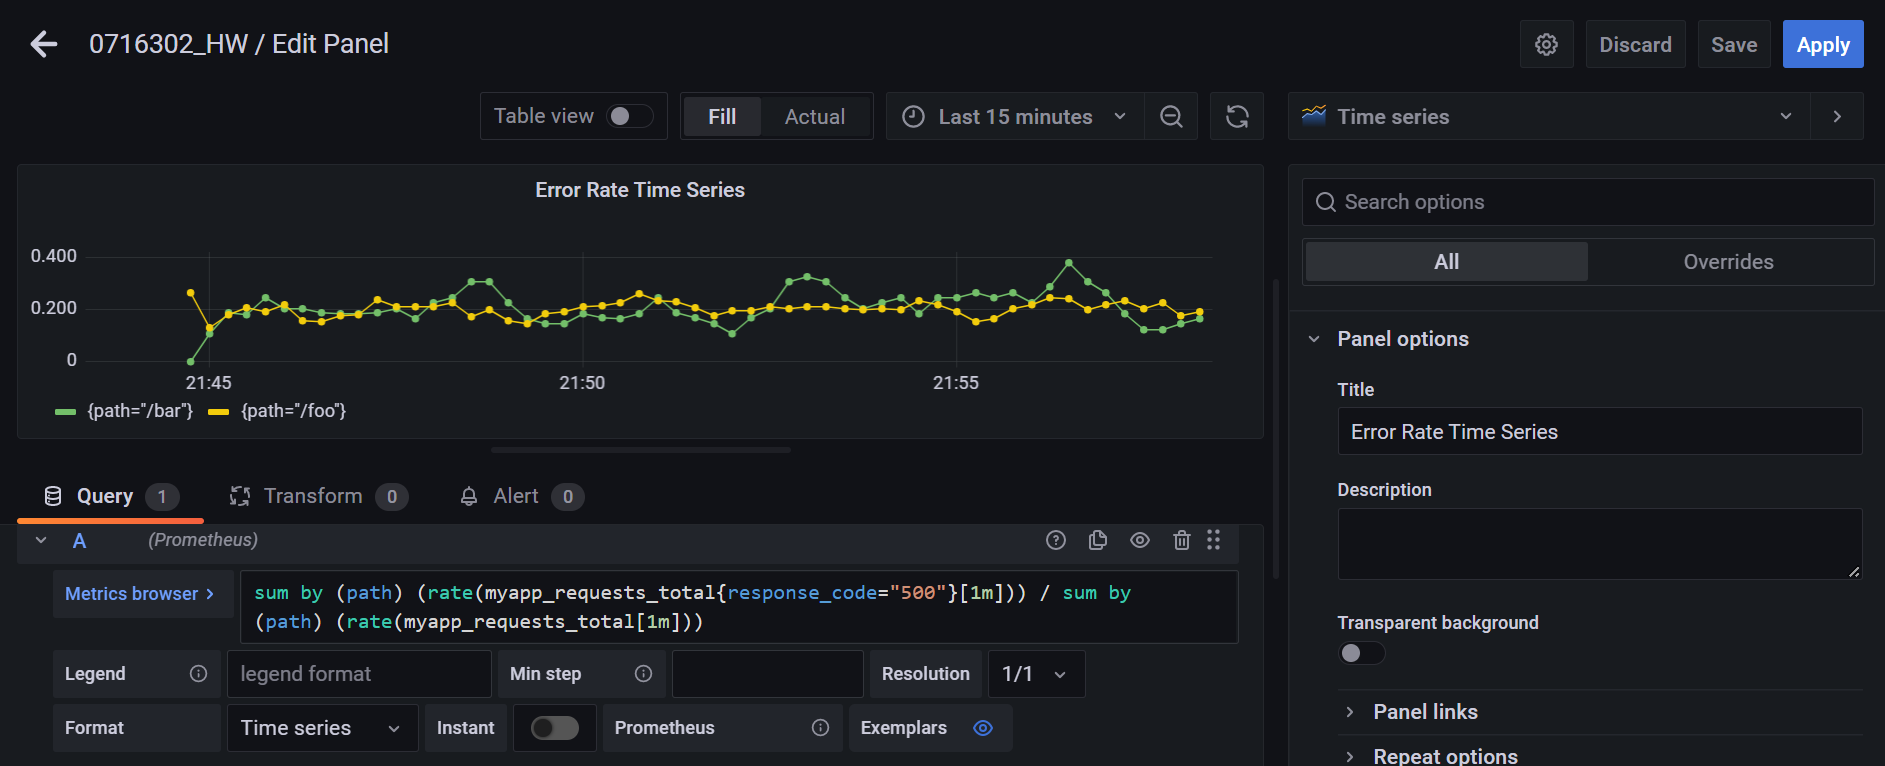 0716302_HW / Edit Panel
Discard
Save
Apply
Table view
Fill
Actual
Last 15 minutes
Time series
Error Rate Time Series
0.400
0.200
0
21:45
21:50
21:55
{path="/bar"}
{path="/foo"}
Search options
All
Overrides
Panel options
Title
Error Rate Time Series
Description
Transparent background
Panel links
Repeat options
Query 1
Transform 0
Alert 0
A
(Prometheus)
Metrics browser >
sum by (path) (rate(myapp_requests_total{response_code="500"}[1m])) / sum by
(path) (rate(myapp_requests_total[1m]))
Legend
legend format
Min step
Resolution
1/1
Format
Time series
Instant
Prometheus
Exemplars